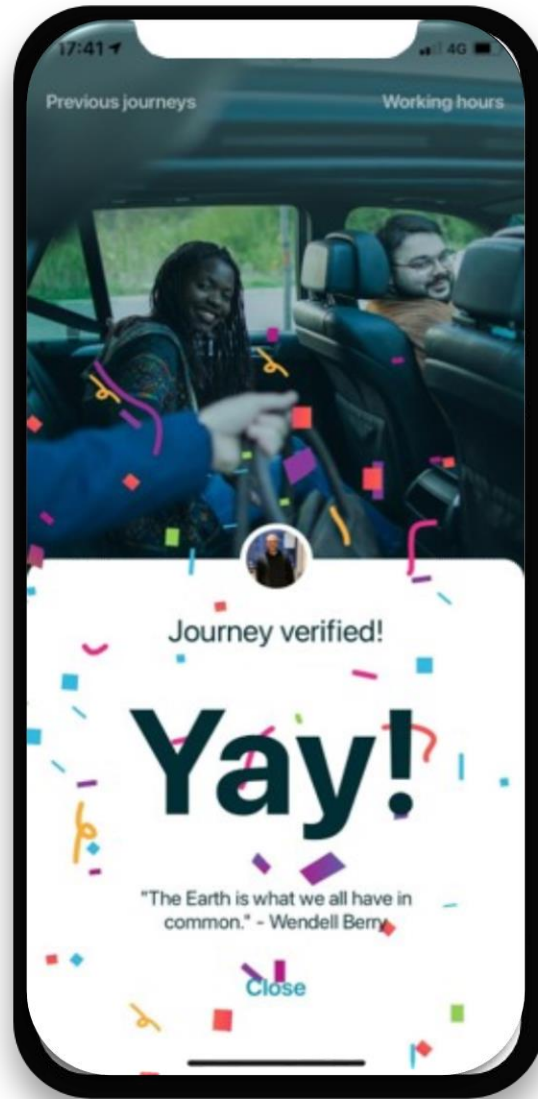 17:41
4G
Previous journeys
Working hours
Journey verified!
Yay!
"The Earth is what we all have in
common." - Wendell Berry
Close